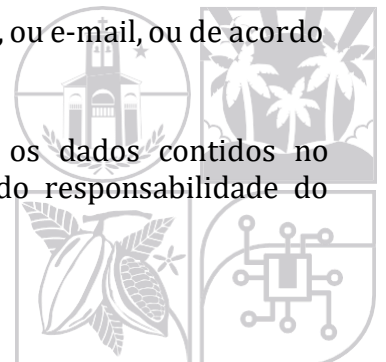 , ou e-mail, ou de acordo
os dados contidos no
do responsabilidade do